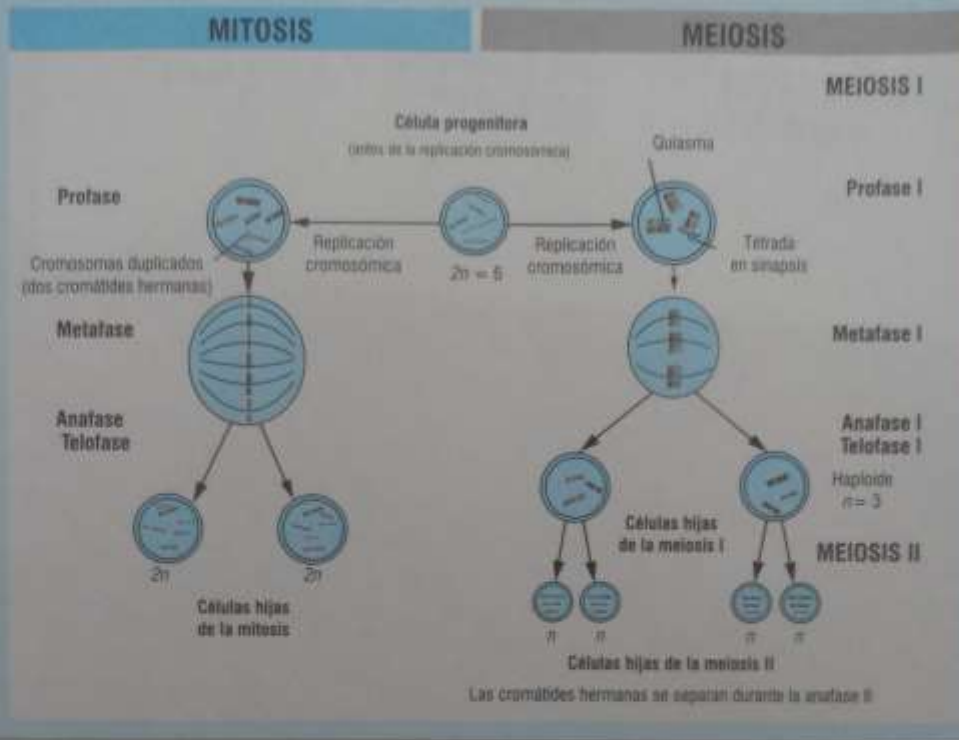 MITOSIS
MEIOSIS
MEIOSIS I
Célula progenitora
(antes de la replicación cromosómica)
Quiasma
Profase
Profase I
Replicación
cromosómica
2n = 6
Replicación
cromosómica
Tétrada
en sinapsis
Cromosomas duplicados
(dos cromátides hermanas)
Metafase
Metafase I
Anafase
Telofase
Anafase I
Telofase I
Haploide
n = 3
Células hijas
de la meiosis I
MEIOSIS II
2n
2n
Células hijas
de la mitosis
n
n
n
n
Células hijas de la meiosis II
Las cromátides hermanas se separan durante la anafase II